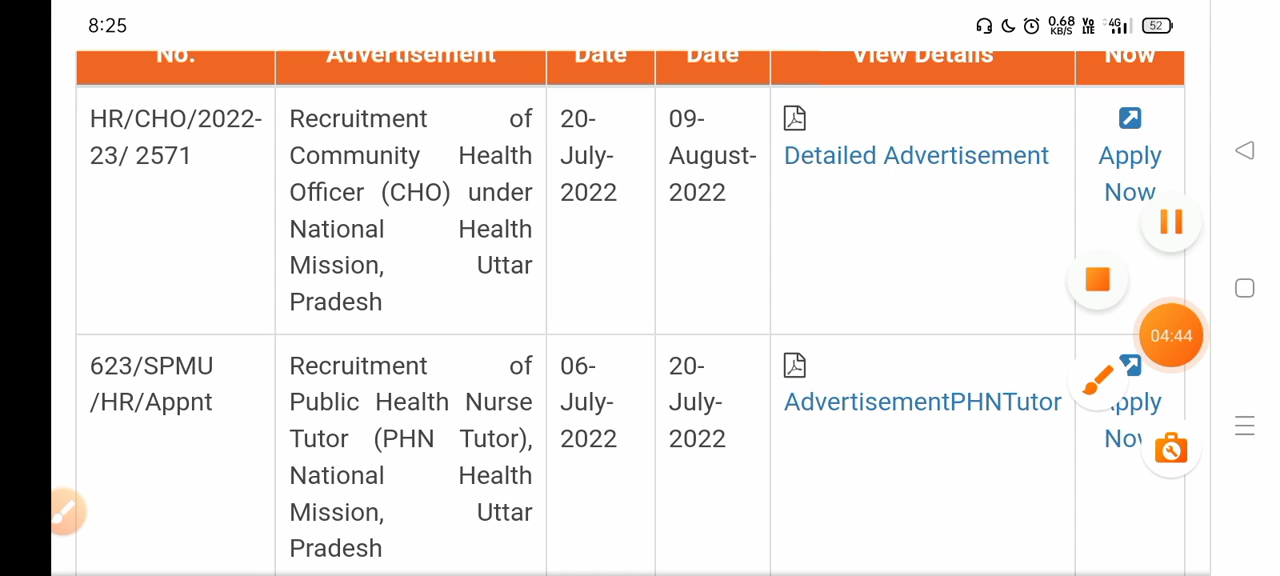 8:25
0.68
KB/S
Vo
LTE
4G
52
No.
Advertisement
Date
Date
View Details
Now
HR/CHO/2022-
23/ 2571
Recruitment of
Community Health
Officer (CHO) under
National Health
Mission, Uttar
Pradesh
20-
July-
2022
09-
August-
2022
Detailed Advertisement
Apply
Now
04:44
623/SPMU
/HR/Appnt
Recruitment of
Public Health Nurse
Tutor (PHN Tutor),
National Health
Mission, Uttar
Pradesh
06-
July-
2022
20-
July-
2022
AdvertisementPHNTutor